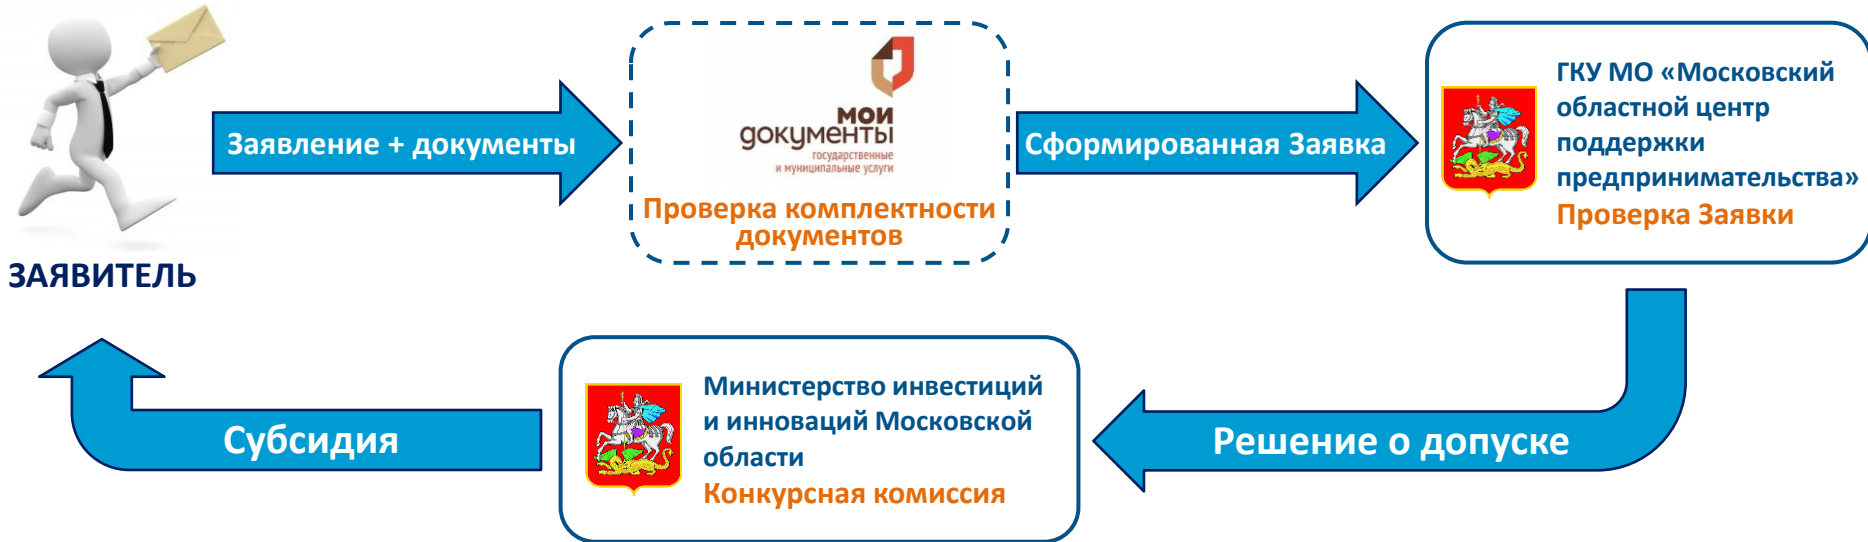 ЗАЯВИТЕЛЬ
Заявление + документы
мои
документы
государственные
и муниципальные услуги
Проверка комплектности
документов
Сформированная Заявка
ГКУ МО «Московский
областной центр
поддержки
предпринимательства»
Проверка Заявки
Решение о допуске
Министерство инвестиций
и инноваций Московской
области
Конкурсная комиссия
Субсидия